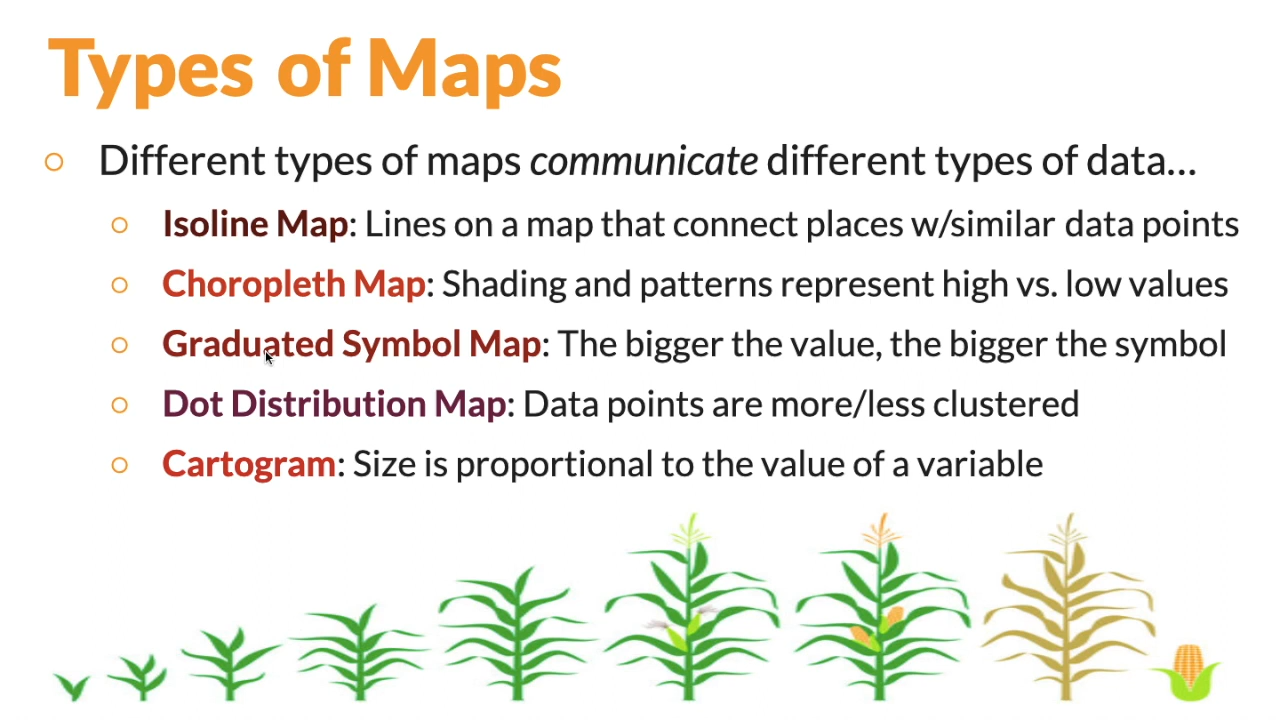 Types of Maps
Different types of maps communicate different types of data...
Isoline Map: Lines on a map that connect places w/similar data points
Choropleth Map: Shading and patterns represent high vs. low values
Graduated Symbol Map: The bigger the value, the bigger the symbol
Dot Distribution Map: Data points are more/less clustered
Cartogram: Size is proportional to the value of a variable